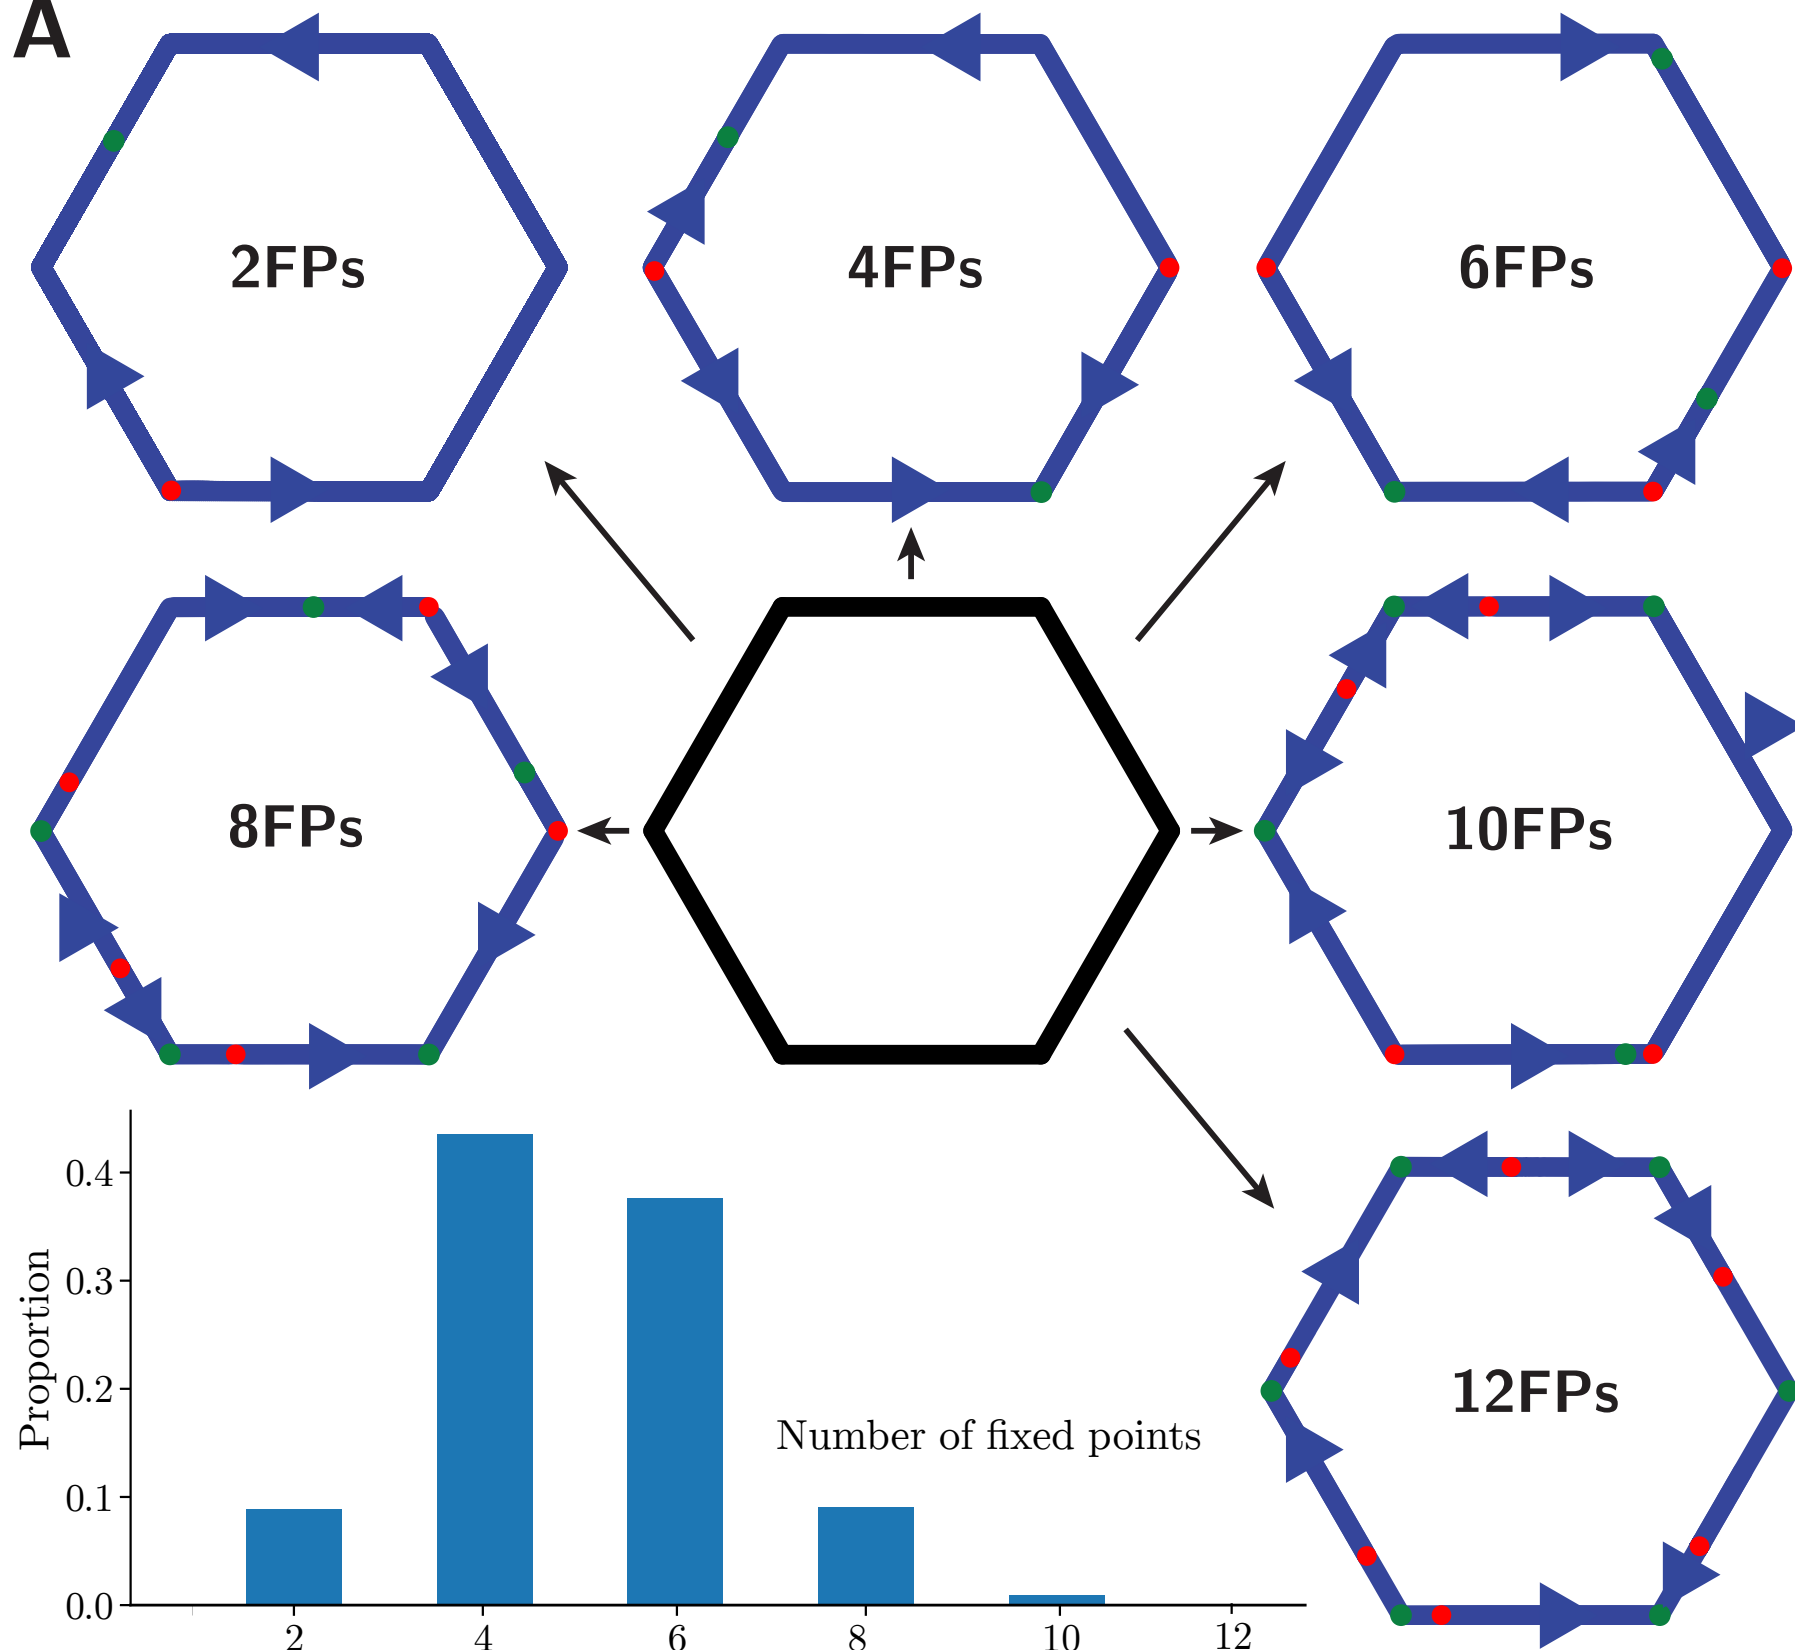 A
2FPs
4FPs
6FPs
8FPs
10FPs
12FPs
Proportion
0.4
0.3
0.2
0.1
0.0
Number of fixed points
2 4 6 8 10 12